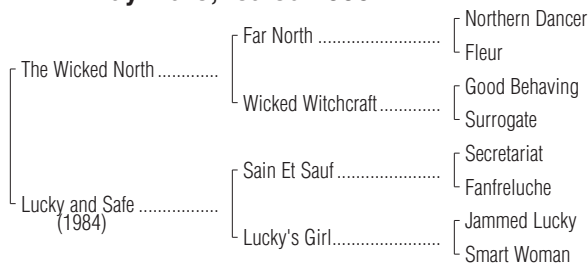 Northern Dancer
Far North ............................
Fleur
The Wicked North ..............
Good Behaving
Wicked Witchcraft ..............
Surrogate
Secretariat
Sain Et Sauf ........................
Fanfreluche
Lucky and Safe ..................
(1984)
Jammed Lucky
Lucky's Girl.........................
Smart Woman